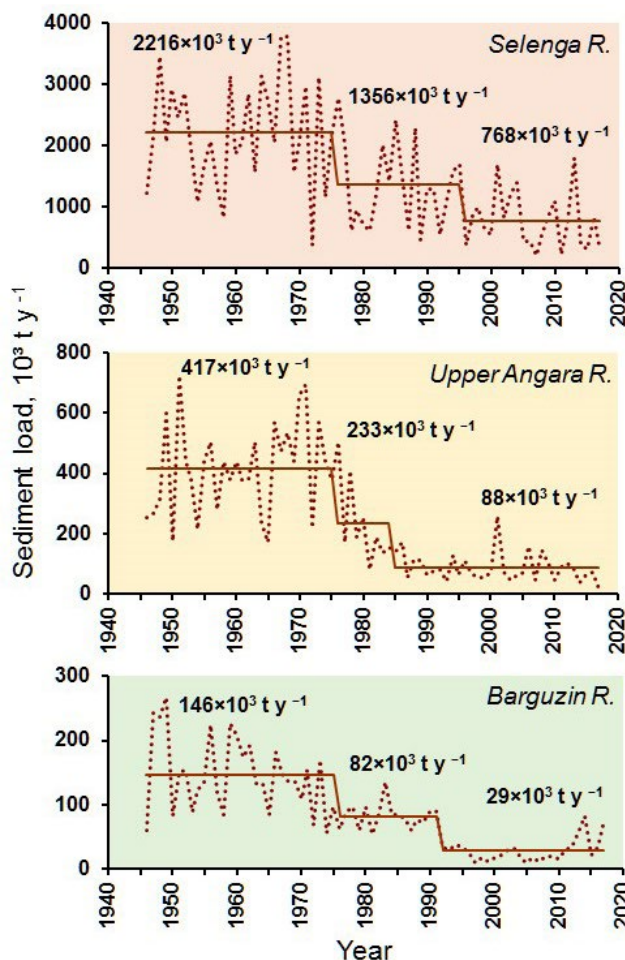 Sediment load, 10³ t y ⁻¹
Selenga R.
2216×10³ t y ⁻¹
1356×10³ t y ⁻¹
768×10³ t y ⁻¹
4000
3000
2000
1000
0
1940
1950
1960
1970
1980
1990
2000
2010
2020
Upper Angara R.
417×10³ t y ⁻¹
233×10³ t y ⁻¹
88×10³ t y ⁻¹
800
600
400
200
0
1940
1950
1960
1970
1980
1990
2000
2010
2020
Barguzin R.
146×10³ t y ⁻¹
82×10³ t y ⁻¹
29×10³ t y ⁻¹
300
200
100
0
1940
1950
1960
1970
1980
1990
2000
2010
2020
Year